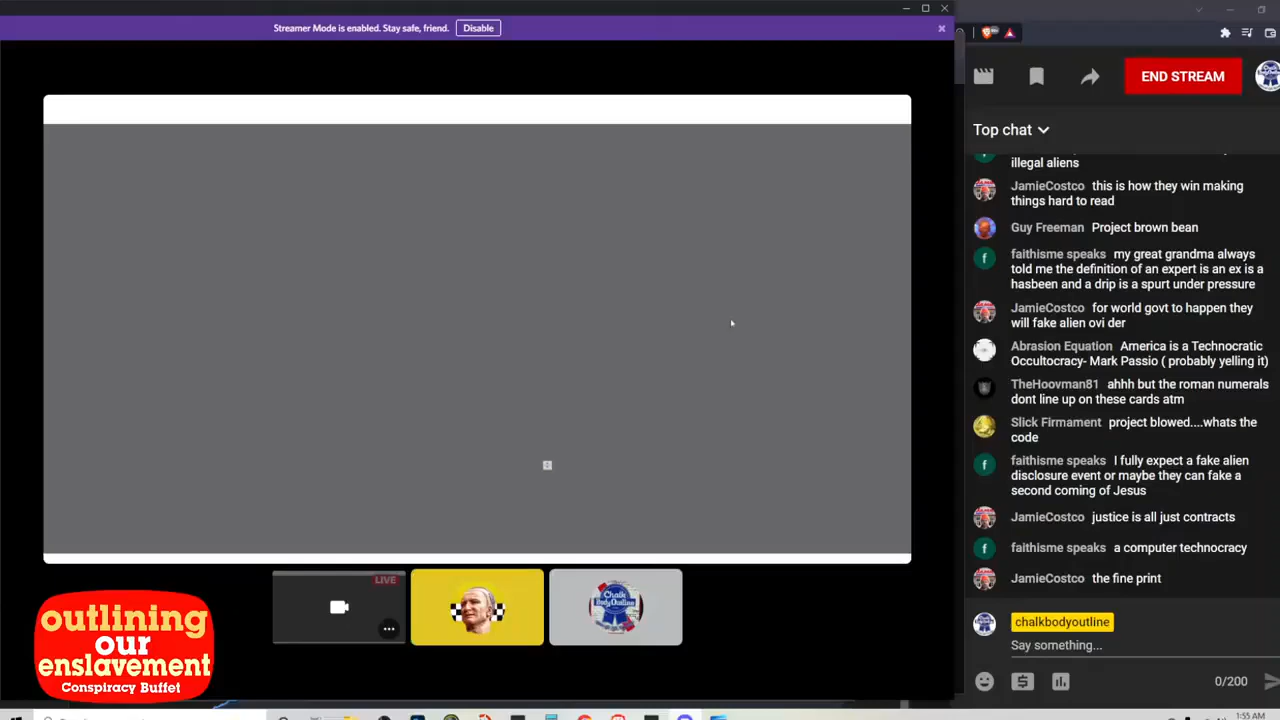 Streamer Mode is enabled. Stay safe, friend.
Disable
END STREAM
Top chat
illegal aliens
JamieCostco this is how they win making
things hard to read
Guy Freeman Project brown bean
f
faithisme speaks my great grandma always
told me the definition of an expert is an ex is a
hasbeen and a drip is a spurt under pressure
JamieCostco for world govt to happen they
will fake alien ovi der
Abrasion Equation America is a Technocratic
Occultocracy- Mark Passio ( probably yelling it)
TheHoovman81 ahhh but the roman numerals
dont line up on these cards atm
Slick Firmament project blowed....whats the
code
f
faithisme speaks I fully expect a fake alien
disclosure event or maybe they can fake a
second coming of Jesus
JamieCostco justice is all just contracts
f
faithisme speaks a computer technocracy
JamieCostco the fine print
LIVE
Chalk
Body Outline
outlining
our
enslavement
Conspiracy Buffet
chalkbodyoutline
Say something...
0/200
1:55 AM